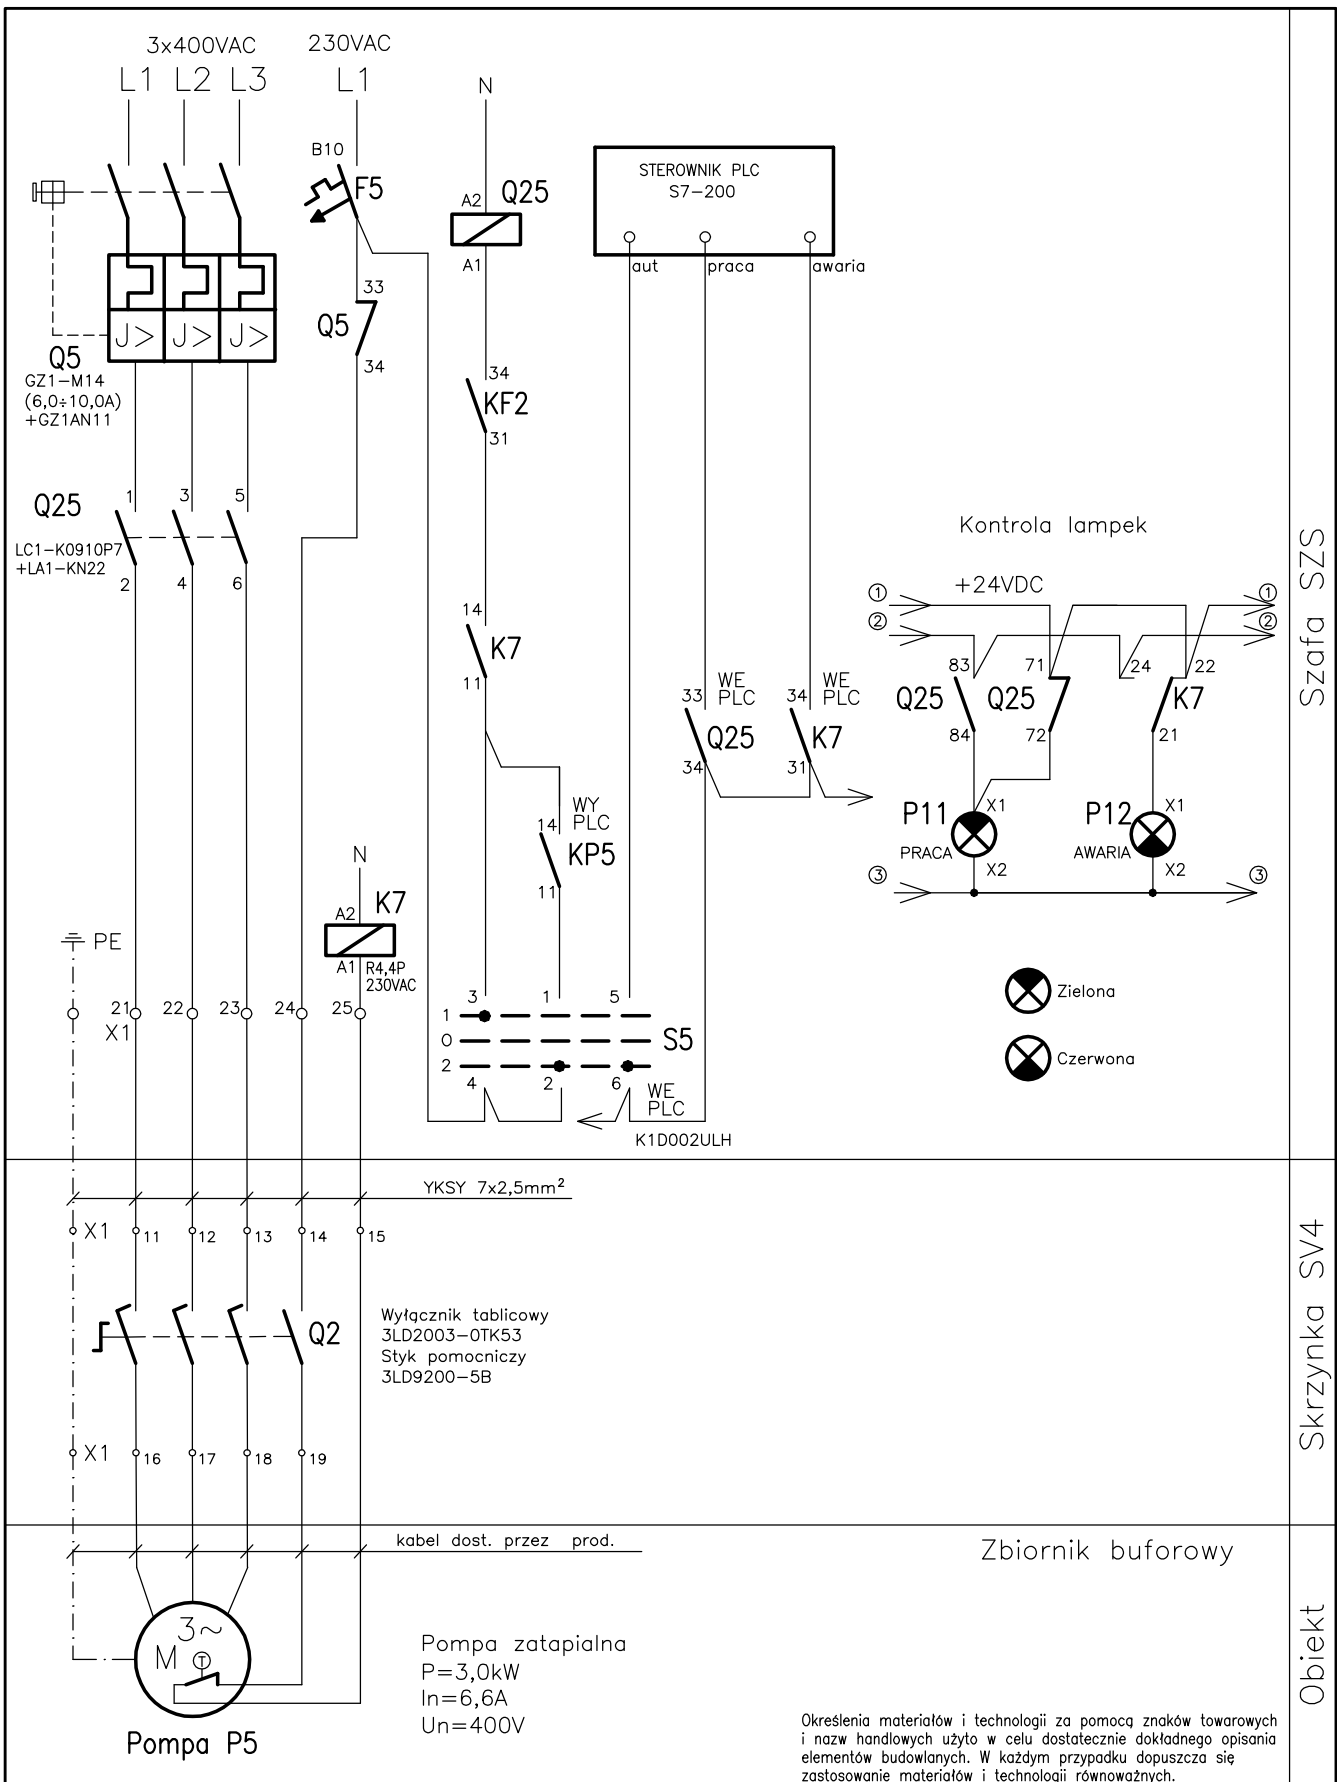 3x400VAC
230VAC
L1 L2 L3
L1
N
B10
F5
A2 Q25
A1
STEROWNIK PLC
S7-200
aut praca awaria
33
Q5
34
J> J> J>
Q5
GZ1-M14
(6,0÷10,0A)
+GZ1AN11
34
KF2
31
Q25
1 3 5
LC1-K0910P7
+LA1-KN22
2 4 6
Kontrola lampek
+24VDC
1 1
2 2
14
K7
11
83 71 24 22
Q25 Q25 K7
84 72 21
WE
PLC
33
Q25
34
WE
PLC
34
K7
31
P11 X1
PRACA
X2
P12 X1
AWARIA
X2
3 3
WY
PLC
14
KP5
11
N
A2 K7
A1 R4,4P
230VAC
PE
Zielona
Czerwona
21 22 23 24 25
X1
3 1 5
1
0
2
S5
4 2 6
WE
PLC
K1D002ULH
Szafa SZS
YKSY 7x2,5mm²
X1 11 12 13 14 15
Q2
Wyłącznik tablicowy
3LD2003-0TK53
Styk pomocniczy
3LD9200-5B
X1 16 17 18 19
Skrzynka SV4
kabel dost. przez prod.
Zbiornik buforowy
3~
M T
Pompa P5
Pompa zatapialna
P=3,0kW
In=6,6A
Un=400V
Obiekt
Określenia materiałów i technologii za pomocą znaków towarowych
i nazw handlowych użyto w celu dostatecznie dokładnego opisania
elementów budowlanych. W każdym przypadku dopuszcza się
zastosowanie materiałów i technologii równoważnych.